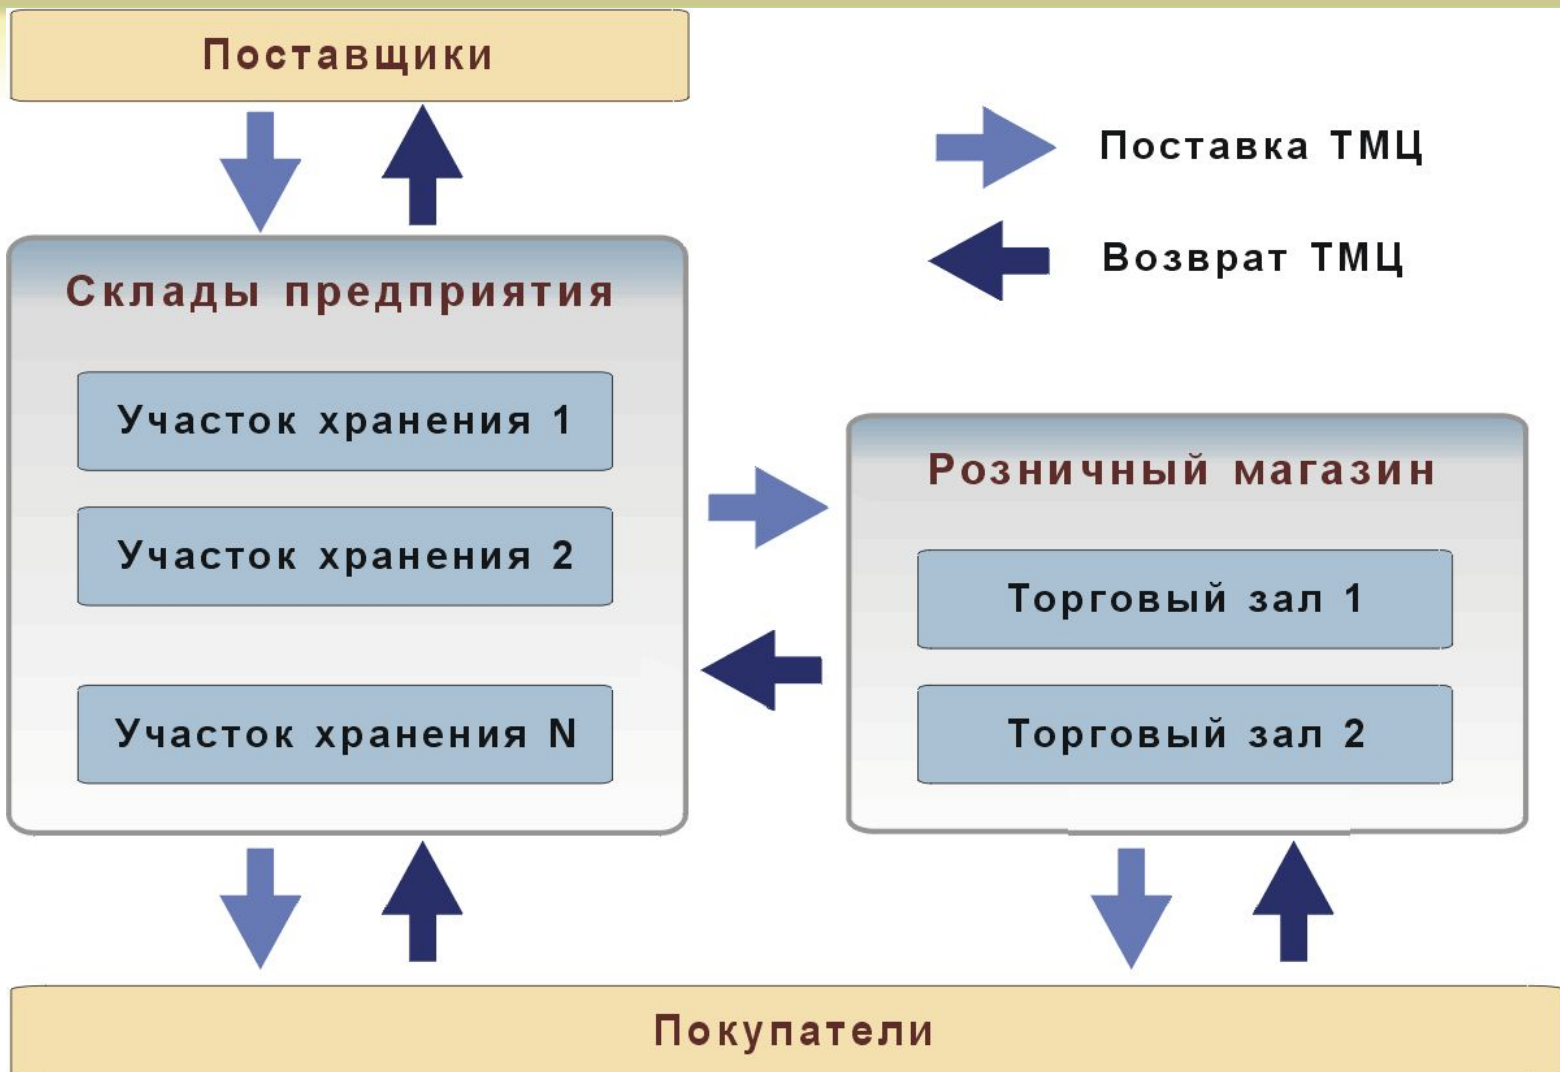 Поставщики
Поставка ТМЦ
Возврат ТМЦ
Склады предприятия
Участок хранения 1
Участок хранения 2
Участок хранения N
Розничный магазин
Торговый зал 1
Торговый зал 2
Покупатели